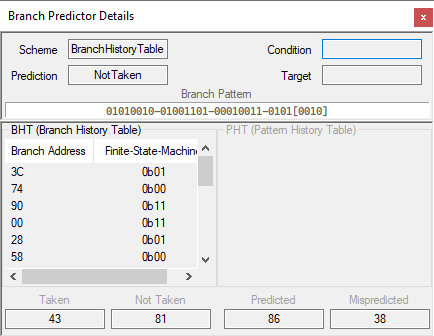 Branch Predictor Details
x
Scheme BranchHistoryTable Condition
Prediction NotTaken Target
Branch Pattern
01010010-01001101-00010011-0101[0010]
BHT (Branch History Table) PHT (Pattern History Table)
Branch Address Finite-State-Machine
3C 0b01
74 0b00
90 0b11
00 0b11
28 0b01
58 0b00
Taken Not Taken Predicted Mispredicted
43 81 86 38